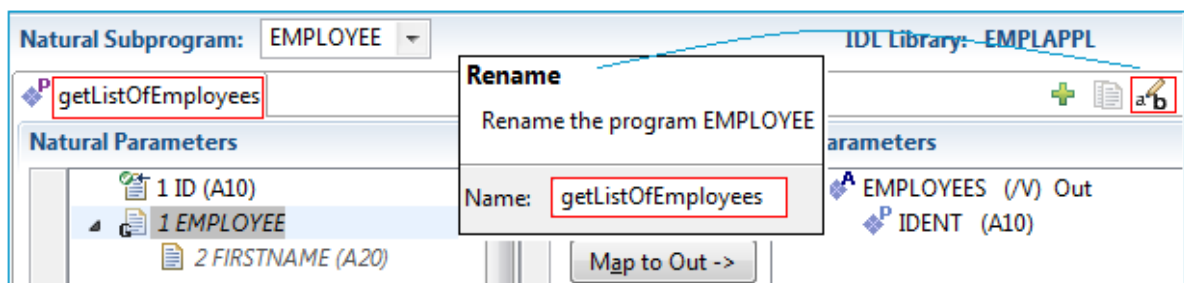 Natural Subprogram: EMPLOYEE IDL Library: EMPLAPPL
P getListOfEmployees
Rename
Rename the program EMPLOYEE
Name: getListOfEmployees
a b
Natural Parameters
arameters
1 ID (A10)
G 1 EMPLOYEE
2 FIRSTNAME (A20)
Map to Out ->
A EMPLOYEES (/V) Out
P IDENT (A10)